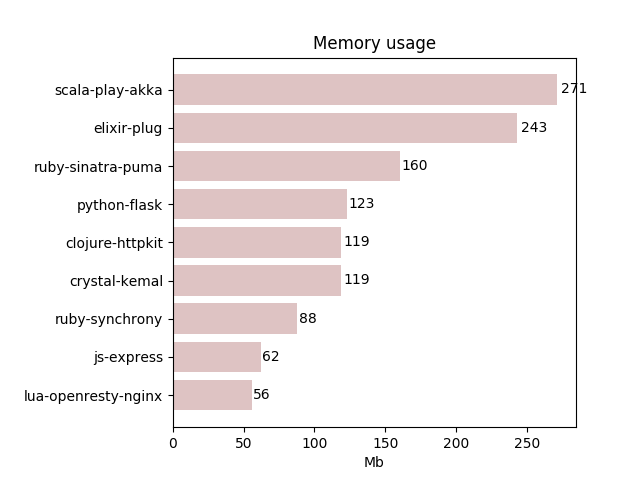 Memory usage
scala-play-akka 271
elixir-plug 243
ruby-sinatra-puma 160
python-flask 123
clojure-httpkit 119
crystal-kemal 119
ruby-synchrony 88
js-express 62
lua-openresty-nginx 56
0 50 100 150 200 250
Mb